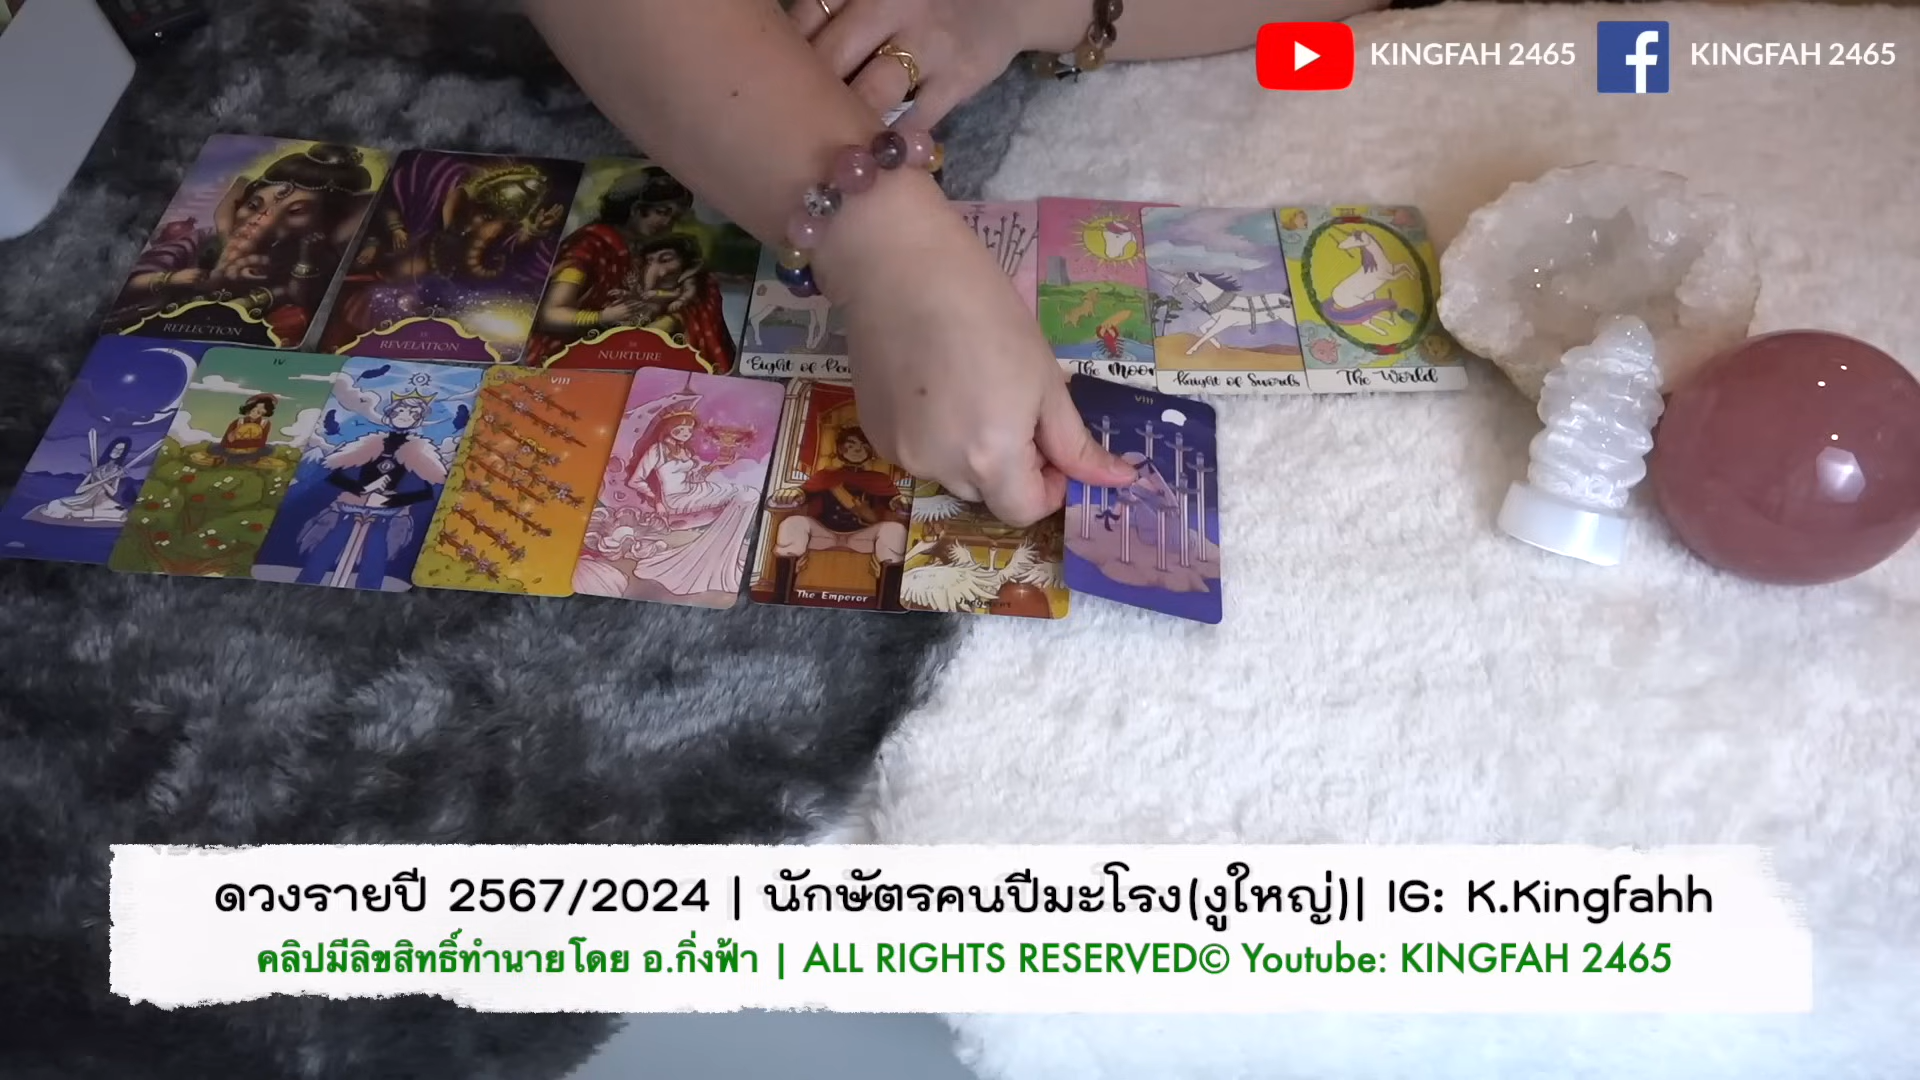 KINGFAH 2465
KINGFAH 2465
REFLECTION
REVELATION
NURTURE
Eight of
The Moon
Knight of Swords
The World
IV
VIII
VIII
The Emperor
Judgement
ดวงรายปี 2567/2024 | นักษัตรคนปีมะโรง(งูใหญ่)| IG: K.Kingfahh
คลิปมีลิขสิทธิ์ทำนายโดย อ.กิ่งฟ้า | ALL RIGHTS RESERVED© Youtube: KINGFAH 2465